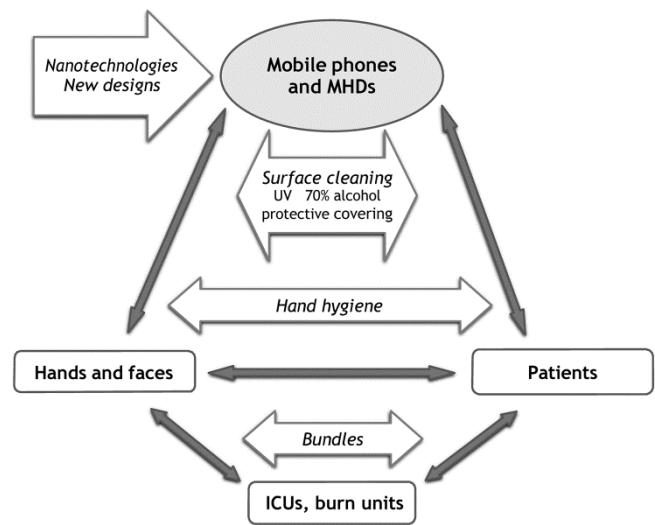 Nanotechnologies
New designs
Mobile phones
and MHDs
Surface cleaning
UV 70% alcohol
protective covering
Hand hygiene
Hands and faces
Patients
Bundles
ICUs, burn units